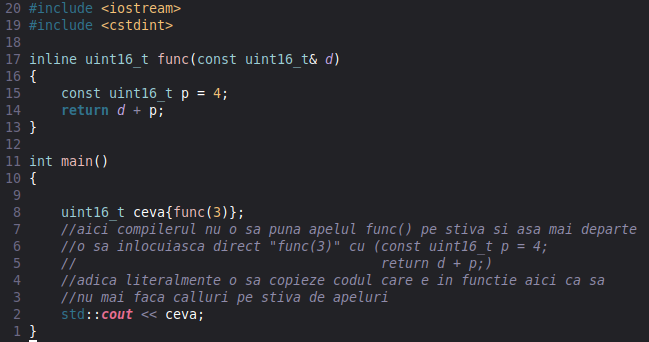 20 #include <iostream>
19 #include <cstdint>
18
17 inline uint16_t func(const uint16_t& d)
16 {
15     const uint16_t p = 4;
14     return d + p;
13 }
12
11 int main()
10 {
9
8     uint16_t ceva{func(3)};
7     //aici compilerul nu o sa puna apelul func() pe stiva si asa mai departe
6     //o sa inlocuiasca direct "func(3)" cu (const uint16_t p = 4;
5     //                                      return d + p;)
4     //adica literalmente o sa copieze codul care e in functie aici ca sa
3     //nu mai faca calluri pe stiva de apeluri
2     std::cout << ceva;
1 }